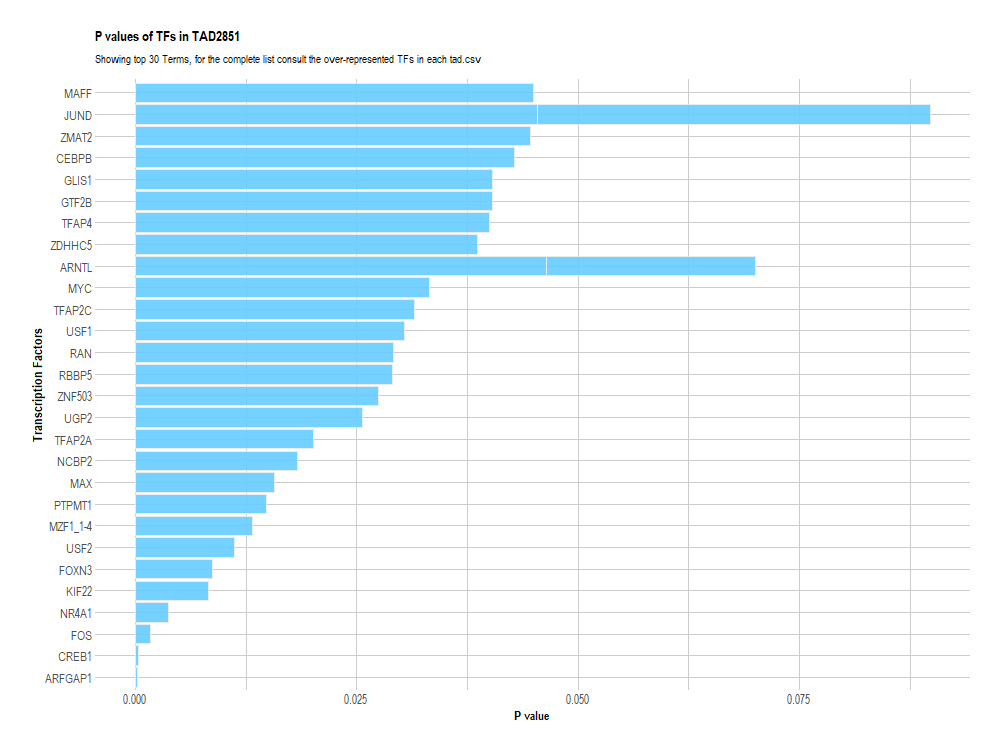 P values of TFs in TAD2851
Showing top 30 Terms, for the complete list consult the over-represented TFs in each tad.csv
Transcription Factors
MAFF
JUND
ZMAT2
CEBPB
GLIS1
GTF2B
TFAP4
ZDHHC5
ARNTL
MYC
TFAP2C
USF1
RAN
RBBP5
ZNF503
UGP2
TFAP2A
NCBP2
MAX
PTPMT1
MZF1_1-4
USF2
FOXN3
KIF22
NR4A1
FOS
CREB1
ARFGAP1
0.000 0.025 0.050 0.075
P value